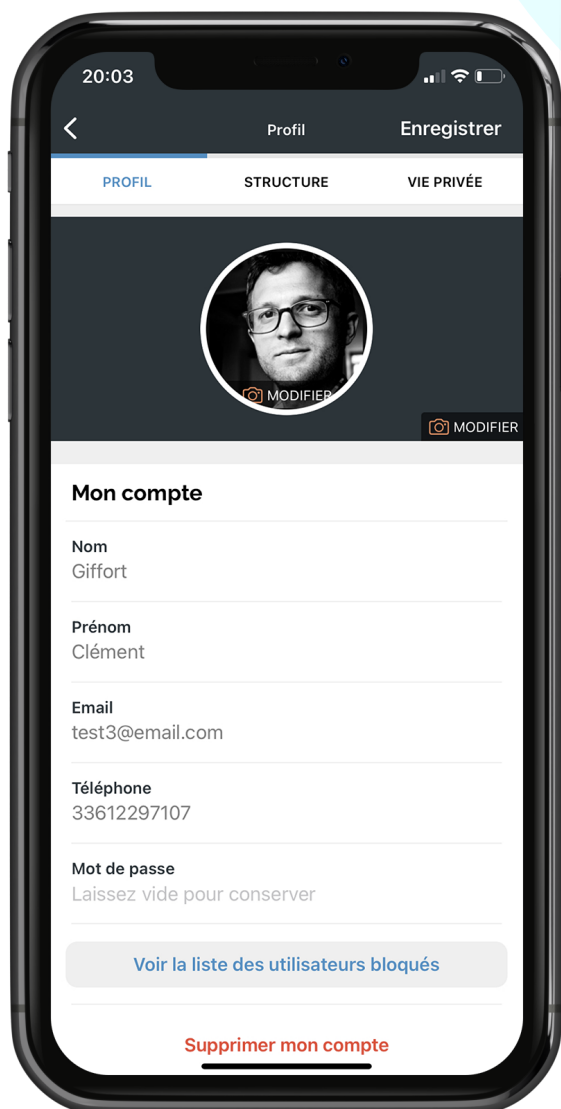 20:03
Profil
Enregistrer
PROFIL
STRUCTURE
VIE PRIVÉE
MODIFIER
MODIFIER
Mon compte
Nom
Giffort
Prénom
Clément
Email
test3@email.com
Téléphone
33612297107
Mot de passe
Laissez vide pour conserver
Voir la liste des utilisateurs bloqués
Supprimer mon compte